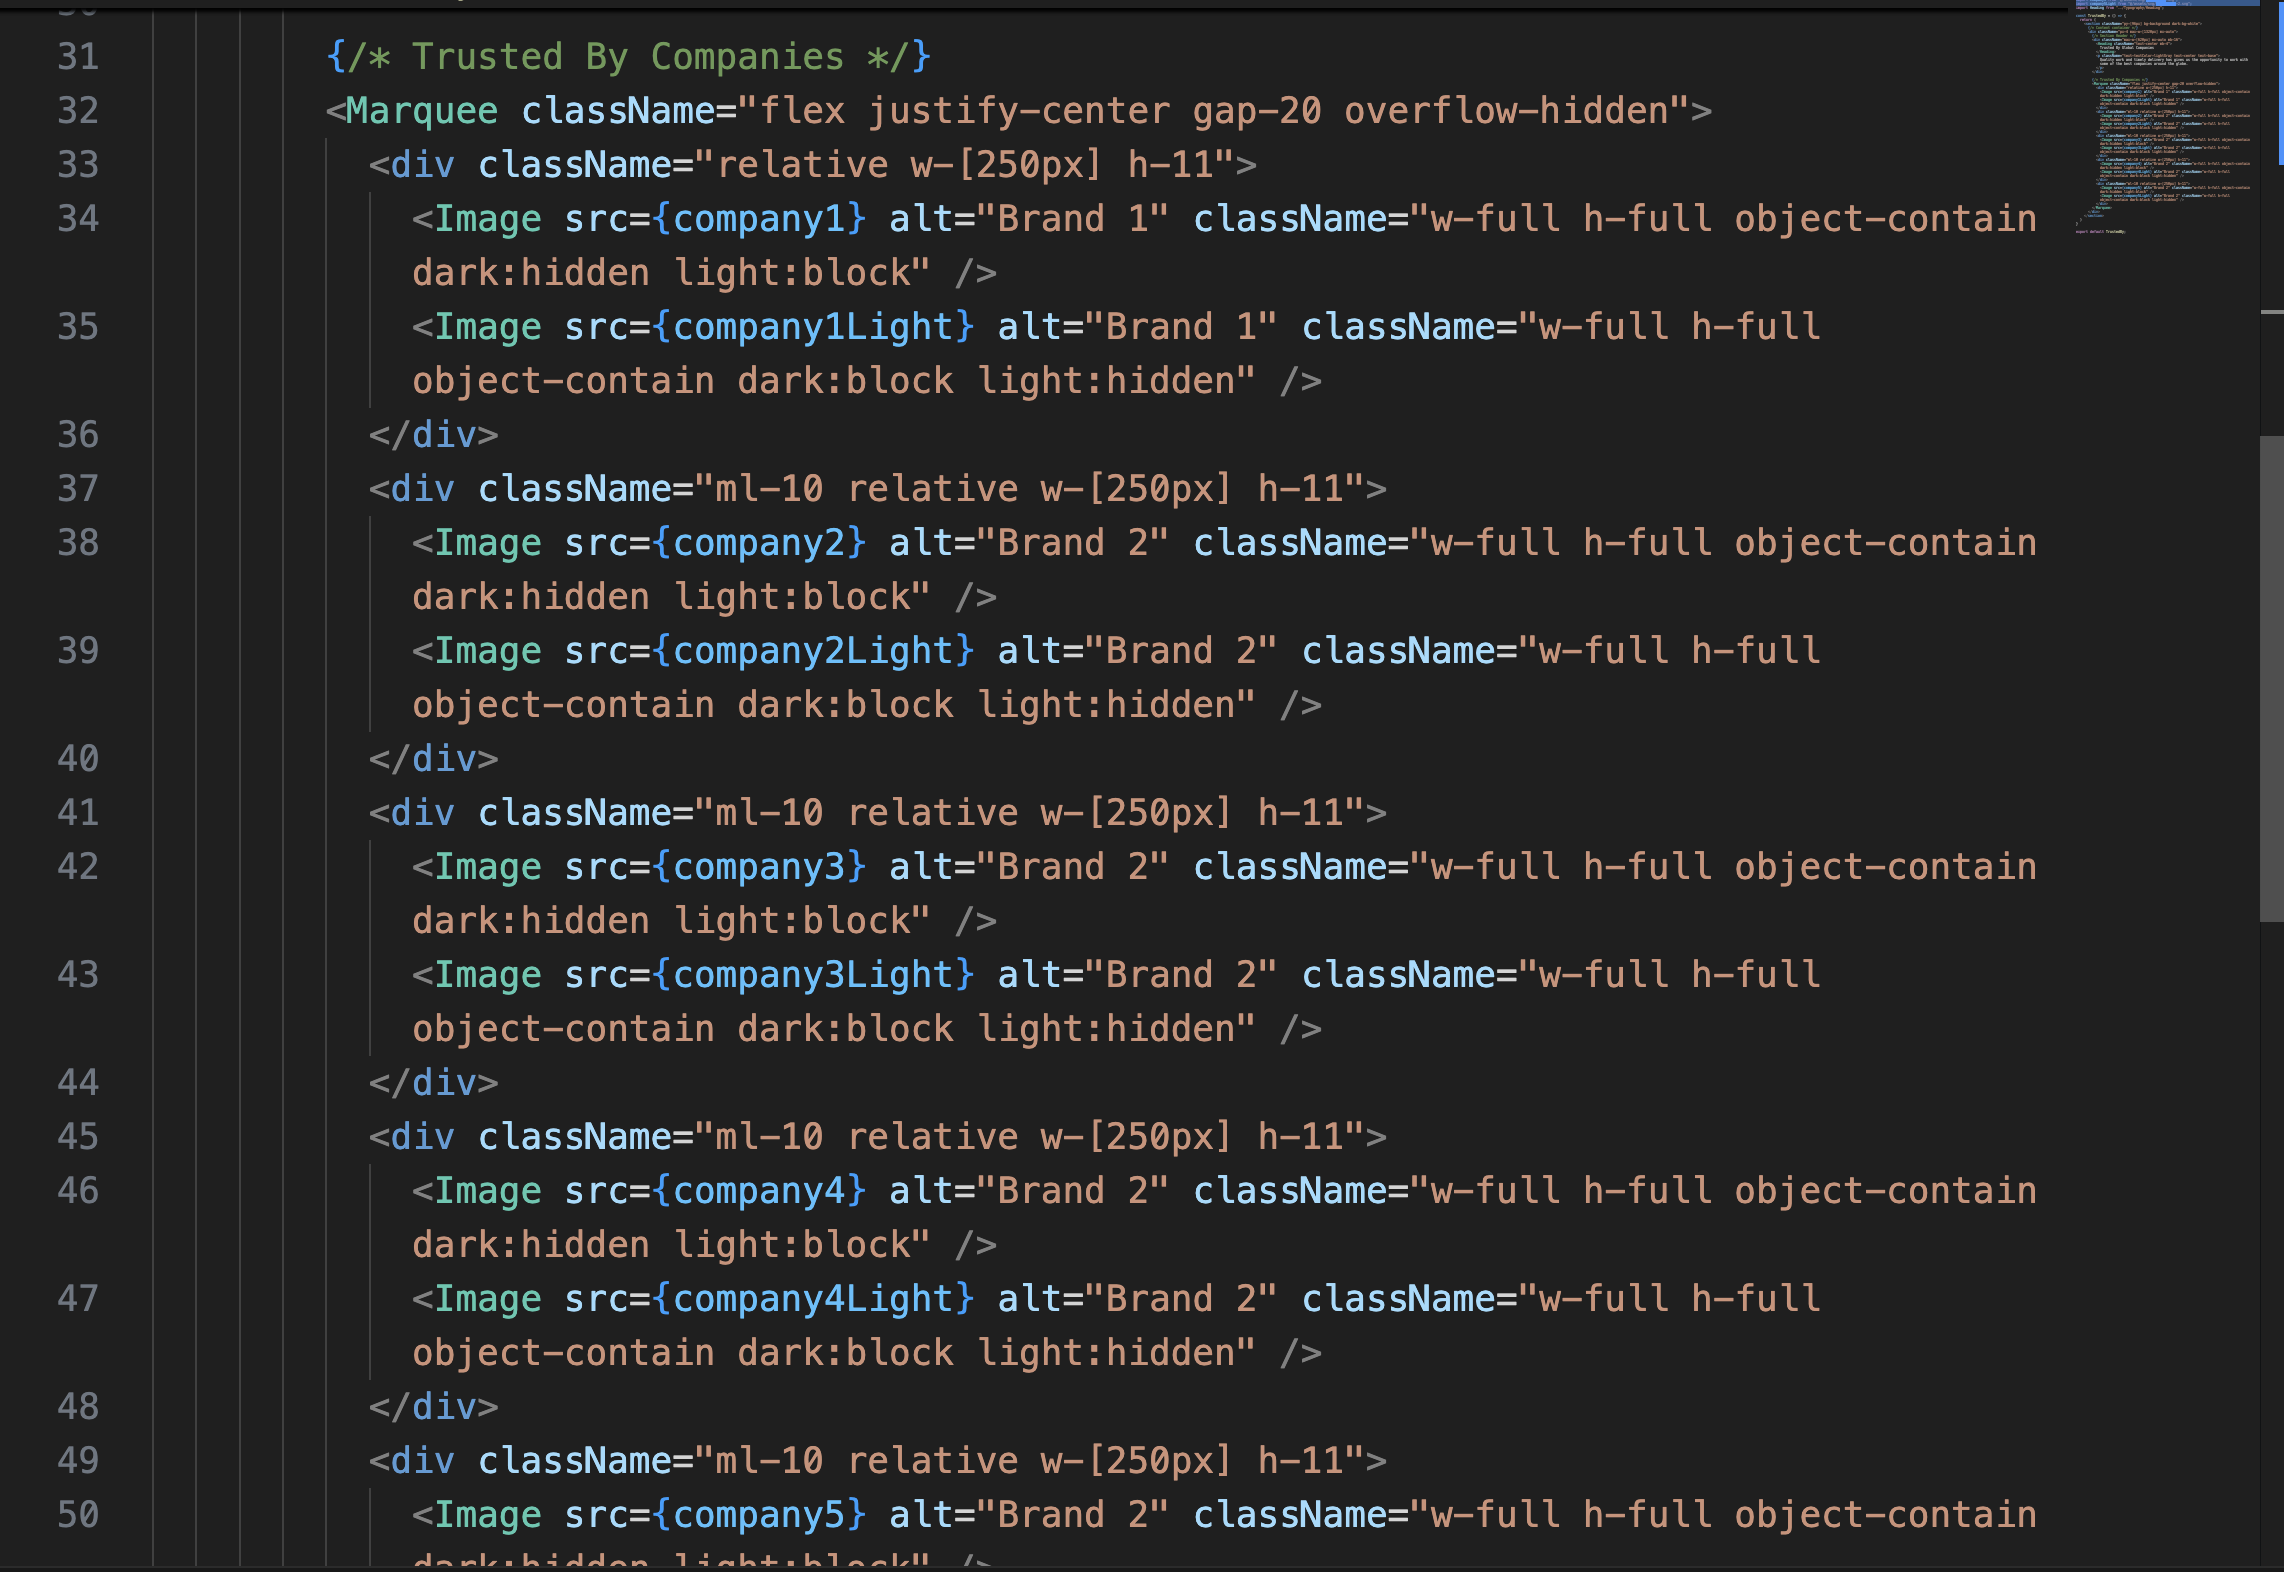 31 {/* Trusted By Companies */}
32 <Marquee className="flex justify-center gap-20 overflow-hidden">
33 <div className="relative w-[250px] h-11">
34 <Image src={company1} alt="Brand 1" className="w-full h-full object-contain
dark:hidden light:block" />
35 <Image src={company1Light} alt="Brand 1" className="w-full h-full
object-contain dark:block light:hidden" />
36 </div>
37 <div className="ml-10 relative w-[250px] h-11">
38 <Image src={company2} alt="Brand 2" className="w-full h-full object-contain
dark:hidden light:block" />
39 <Image src={company2Light} alt="Brand 2" className="w-full h-full
object-contain dark:block light:hidden" />
40 </div>
41 <div className="ml-10 relative w-[250px] h-11">
42 <Image src={company3} alt="Brand 2" className="w-full h-full object-contain
dark:hidden light:block" />
43 <Image src={company3Light} alt="Brand 2" className="w-full h-full
object-contain dark:block light:hidden" />
44 </div>
45 <div className="ml-10 relative w-[250px] h-11">
46 <Image src={company4} alt="Brand 2" className="w-full h-full object-contain
dark:hidden light:block" />
47 <Image src={company4Light} alt="Brand 2" className="w-full h-full
object-contain dark:block light:hidden" />
48 </div>
49 <div className="ml-10 relative w-[250px] h-11">
50 <Image src={company5} alt="Brand 2" className="w-full h-full object-contain
dark:hidden light:block" />